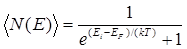 ⟨N(E)⟩ = 1 / (e^{(E_i−E_F)/(kT)} + 1)